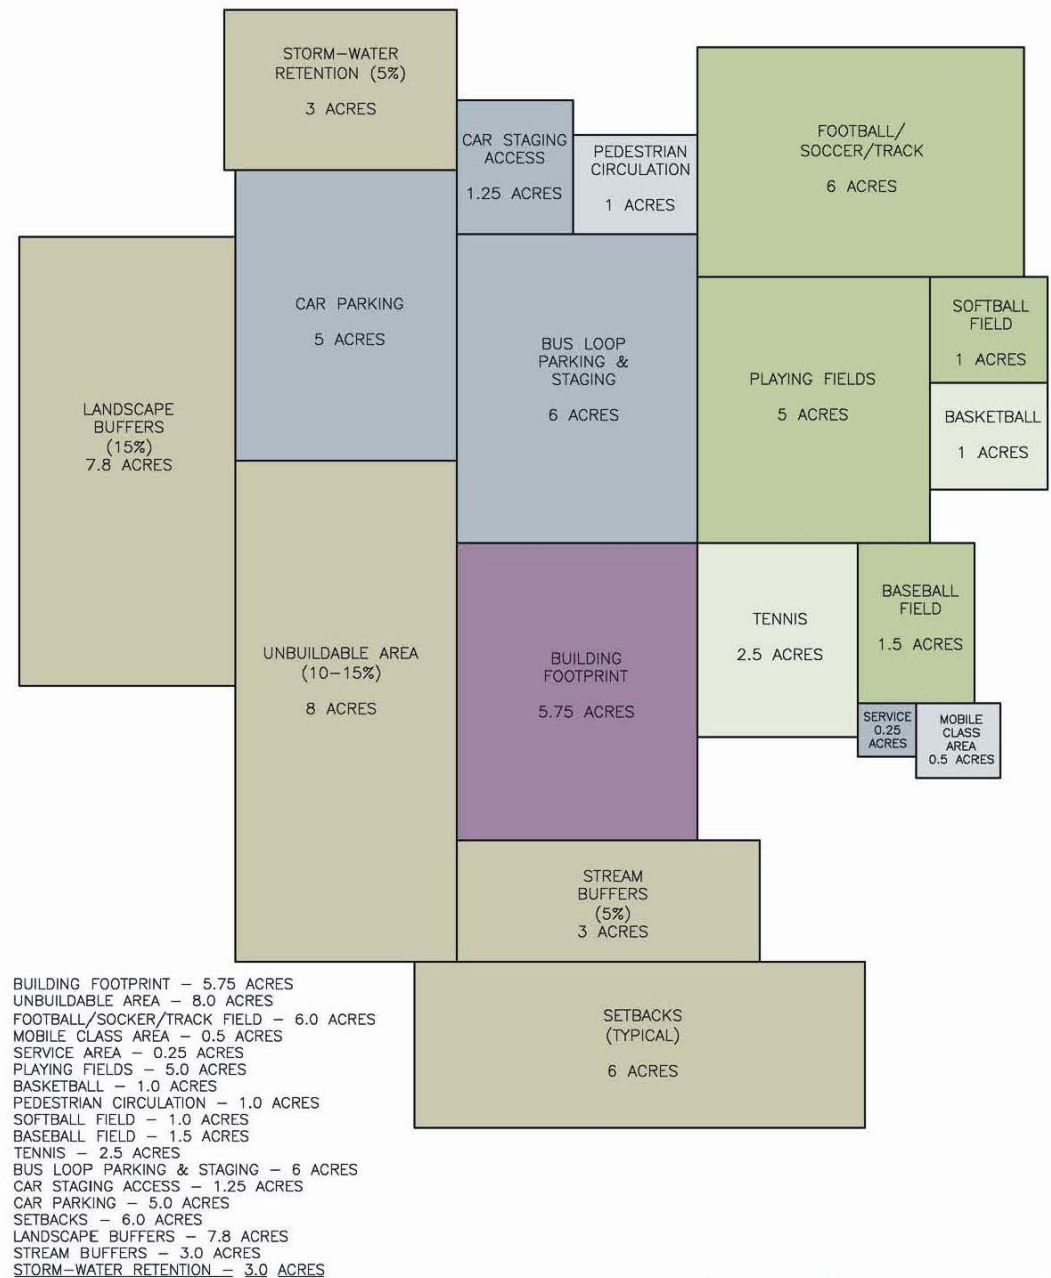 STORM-WATER
RETENTION (5%)
3 ACRES
CAR STAGING
ACCESS
1.25 ACRES
PEDESTRIAN
CIRCULATION
1 ACRES
FOOTBALL/
SOCCER/TRACK
6 ACRES
CAR PARKING
5 ACRES
LANDSCAPE
BUFFERS
(15%)
7.8 ACRES
BUS LOOP
PARKING &
STAGING
6 ACRES
PLAYING FIELDS
5 ACRES
SOFTBALL
FIELD
1 ACRES
BASKETBALL
1 ACRES
UNBUILDABLE AREA
(10-15%)
8 ACRES
BUILDING
FOOTPRINT
5.75 ACRES
TENNIS
2.5 ACRES
BASEBALL
FIELD
1.5 ACRES
SERVICE
0.25
ACRES
MOBILE
CLASS
AREA
0.5 ACRES
STREAM
BUFFERS
(5%)
3 ACRES
SETBACKS
(TYPICAL)
6 ACRES
BUILDING FOOTPRINT - 5.75 ACRES
UNBUILDABLE AREA - 8.0 ACRES
FOOTBALL/SOCKER/TRACK FIELD - 6.0 ACRES
MOBILE CLASS AREA - 0.5 ACRES
SERVICE AREA - 0.25 ACRES
PLAYING FIELDS - 5.0 ACRES
BASKETBALL - 1.0 ACRES
PEDESTRIAN CIRCULATION - 1.0 ACRES
SOFTBALL FIELD - 1.0 ACRES
BASEBALL FIELD - 1.5 ACRES
TENNIS - 2.5 ACRES
BUS LOOP PARKING & STAGING - 6 ACRES
CAR STAGING ACCESS - 1.25 ACRES
CAR PARKING - 5.0 ACRES
SETBACKS - 6.0 ACRES
LANDSCAPE BUFFERS - 7.8 ACRES
STREAM BUFFERS - 3.0 ACRES
STORM-WATER RETENTION - 3.0 ACRES